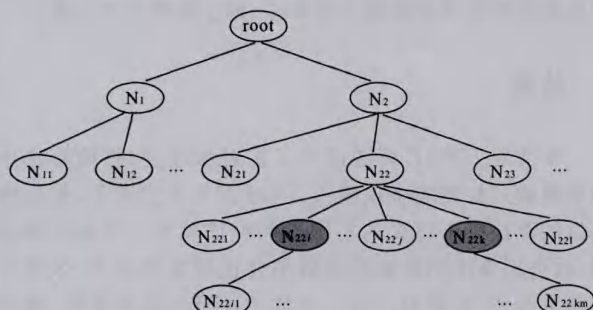 root
N1 N2
N11 N12 ... N21 N22 N23 ...
N221 ... N22i ... N22j ... N22k ... N22l
N22i1 ... ... N22km